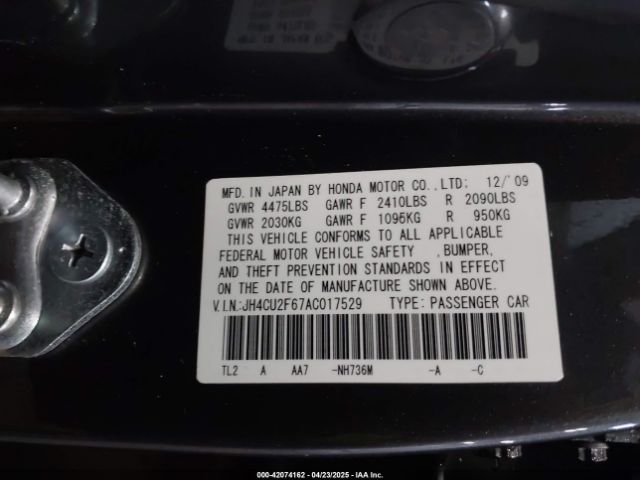 MFD. IN JAPAN BY HONDA MOTOR CO., LTD: 12/'09
GVWR 4475LBS GAWR F 2410LBS R 2090LBS
GVWR 2030KG GAWR F 1095KG R 950KG
THIS VEHICLE CONFORMS TO ALL APPLICABLE
FEDERAL MOTOR VEHICLE SAFETY , BUMPER,
AND THEFT PREVENTION STANDARDS IN EFFECT
ON THE DATE OF MANUFACTURE SHOWN ABOVE.
V.I.N:JH4CU2F67AC017529 TYPE: PASSENGER CAR
TL2 A AA7 -NH736M -A -C
000-42074162 - 04/23/2025 - IAA Inc.